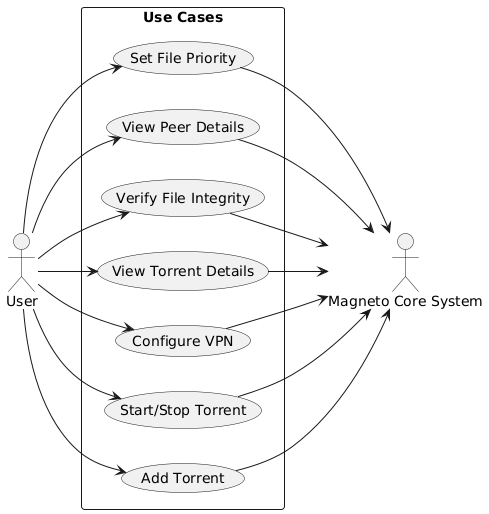 Use Cases
Set File Priority
View Peer Details
Verify File Integrity
View Torrent Details
User
Magneto Core System
Configure VPN
Start/Stop Torrent
Add Torrent